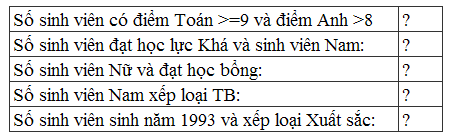 Số sinh viên có điểm Toán >=9 và điểm Anh >8 ?
Số sinh viên đạt học lực Khá và sinh viên Nam: ?
Số sinh viên Nữ và đạt học bổng: ?
Số sinh viên Nam xếp loại TB: ?
Số sinh viên sinh năm 1993 và xếp loại Xuất sắc: ?